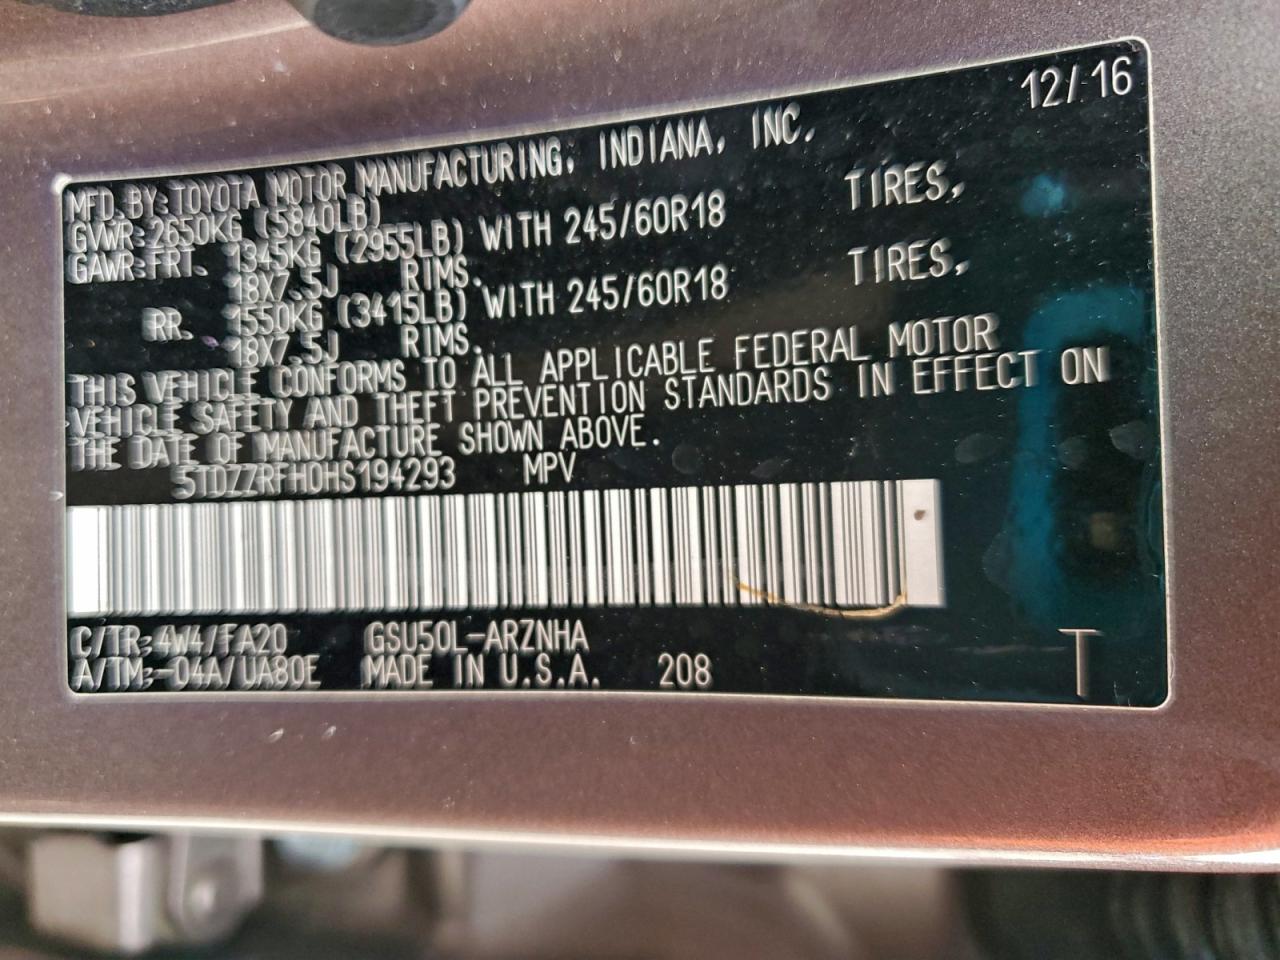 12/16
MFD.BY:TOYOTA MOTOR MANUFACTURING, INDIANA, INC.
GVWR:2650KG (5840LB)
GAWR:FRT. 1345KG (2955LB) WITH 245/60R18 TIRES,
18X7.5J RIMS.
RR. 1550KG (3415LB) WITH 245/60R18 TIRES,
18X7.5J RIMS.
THIS VEHICLE CONFORMS TO ALL APPLICABLE FEDERAL MOTOR
VEHICLE SAFETY AND THEFT PREVENTION STANDARDS IN EFFECT ON
THE DATE OF MANUFACTURE SHOWN ABOVE.
5TDZZRFH0HS194293 MPV
C/TR:4W4/FA20 GSU50L-ARZNHA
A/TM:-04A/UA80E MADE IN U.S.A. 208
T